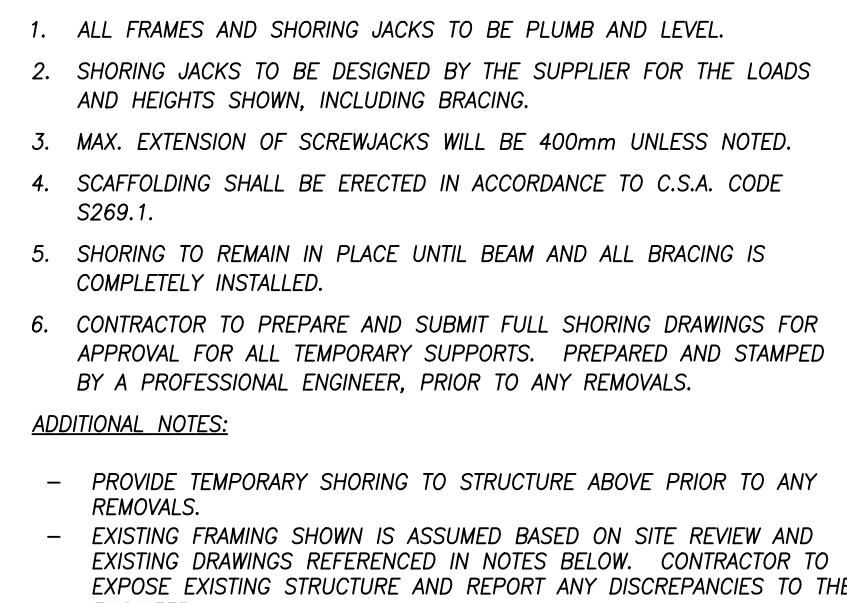 1. ALL FRAMES AND SHORING JACKS TO BE PLUMB AND LEVEL.
2. SHORING JACKS TO BE DESIGNED BY THE SUPPLIER FOR THE LOADS
AND HEIGHTS SHOWN, INCLUDING BRACING.
3. MAX. EXTENSION OF SCREWJACKS WILL BE 400mm UNLESS NOTED.
4. SCAFFOLDING SHALL BE ERECTED IN ACCORDANCE TO C.S.A. CODE
S269.1.
5. SHORING TO REMAIN IN PLACE UNTIL BEAM AND ALL BRACING IS
COMPLETELY INSTALLED.
6. CONTRACTOR TO PREPARE AND SUBMIT FULL SHORING DRAWINGS FOR
APPROVAL FOR ALL TEMPORARY SUPPORTS. PREPARED AND STAMPED
BY A PROFESSIONAL ENGINEER, PRIOR TO ANY REMOVALS.
ADDITIONAL NOTES:
– PROVIDE TEMPORARY SHORING TO STRUCTURE ABOVE PRIOR TO ANY
REMOVALS.
– EXISTING FRAMING SHOWN IS ASSUMED BASED ON SITE REVIEW AND
EXISTING DRAWINGS REFERENCED IN NOTES BELOW. CONTRACTOR TO
EXPOSE EXISTING STRUCTURE AND REPORT ANY DISCREPANCIES TO THE